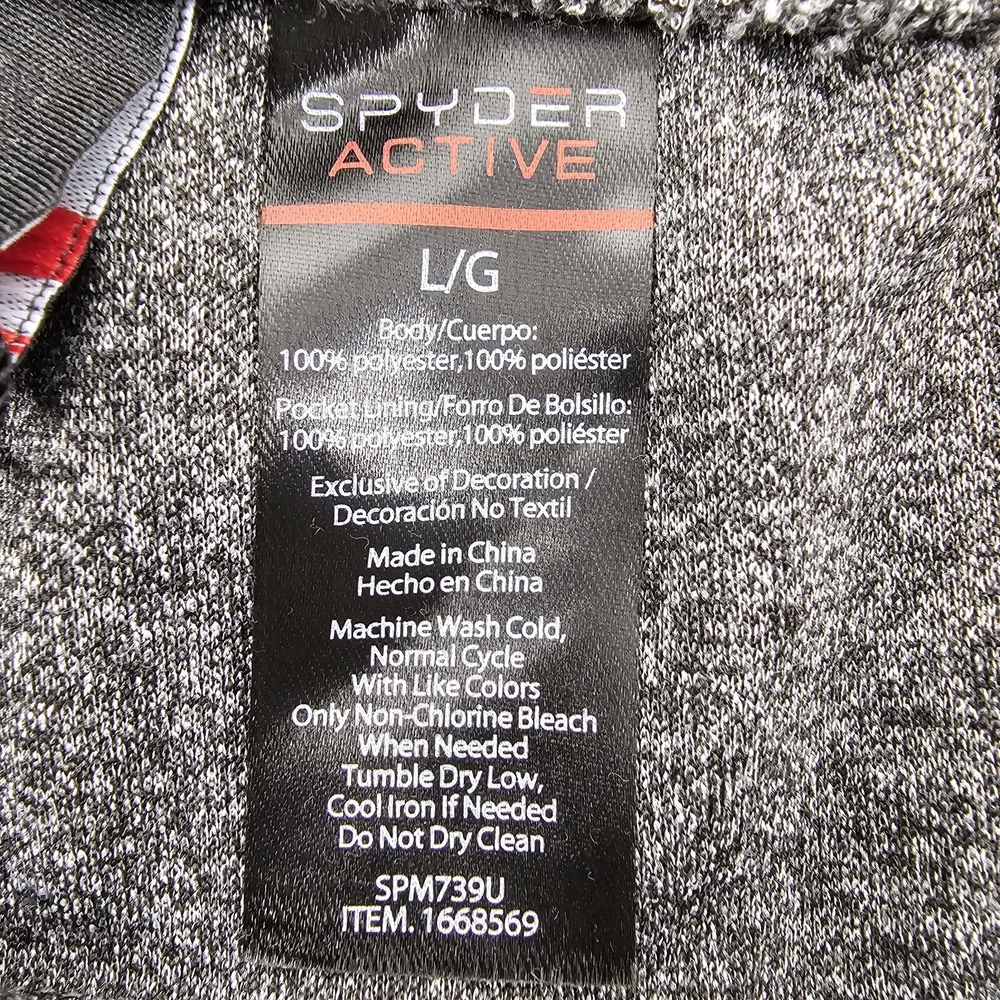 SPYDER
ACTIVE
L/G
Body/Cuerpo:
100% polyester,100% poliéster
Pocket Lining/Forro De Bolsillo:
100% polyester,100% poliéster
Exclusive of Decoration /
Decoración No Textil
Made in China
Hecho en China
Machine Wash Cold,
Normal Cycle
With Like Colors
Only Non-Chlorine Bleach
When Needed
Tumble Dry Low,
Cool Iron If Needed
Do Not Dry Clean
SPM739U
ITEM. 1668569